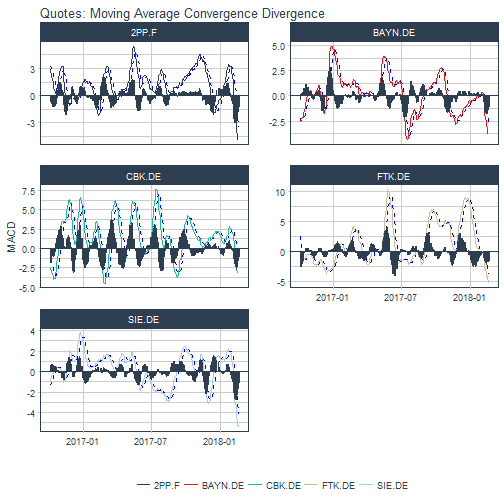 Quotes: Moving Average Convergence Divergence
2PP.F
BAYN.DE
3
0
-3
5.0
2.5
0.0
-2.5
CBK.DE
FTK.DE
MACD
7.5
5.0
2.5
0.0
-2.5
-5.0
10
5
0
-5
2017-01 2017-07 2018-01
SIE.DE
4
2
0
-2
-4
2017-01 2017-07 2018-01
2PP.F BAYN.DE CBK.DE FTK.DE SIE.DE